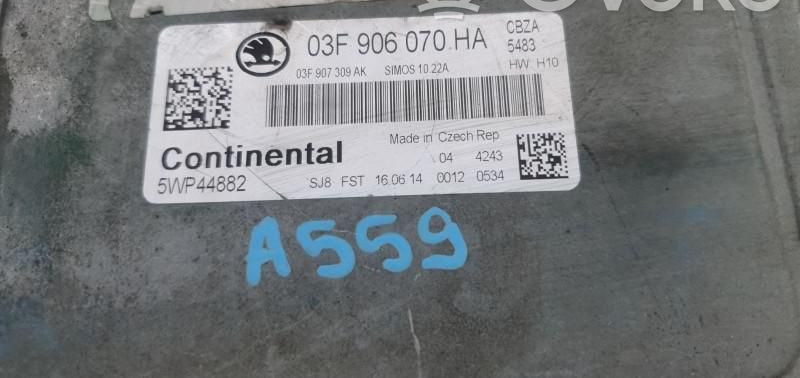 03F 906 070 HA
CBZA
5483
03F 907 309 AK SIMOS 10.22A HW: H10
Made in Czech Rep
Continental 04 4243
5WP44882 SJ8 FST 16.06.14 0012 0534
A559